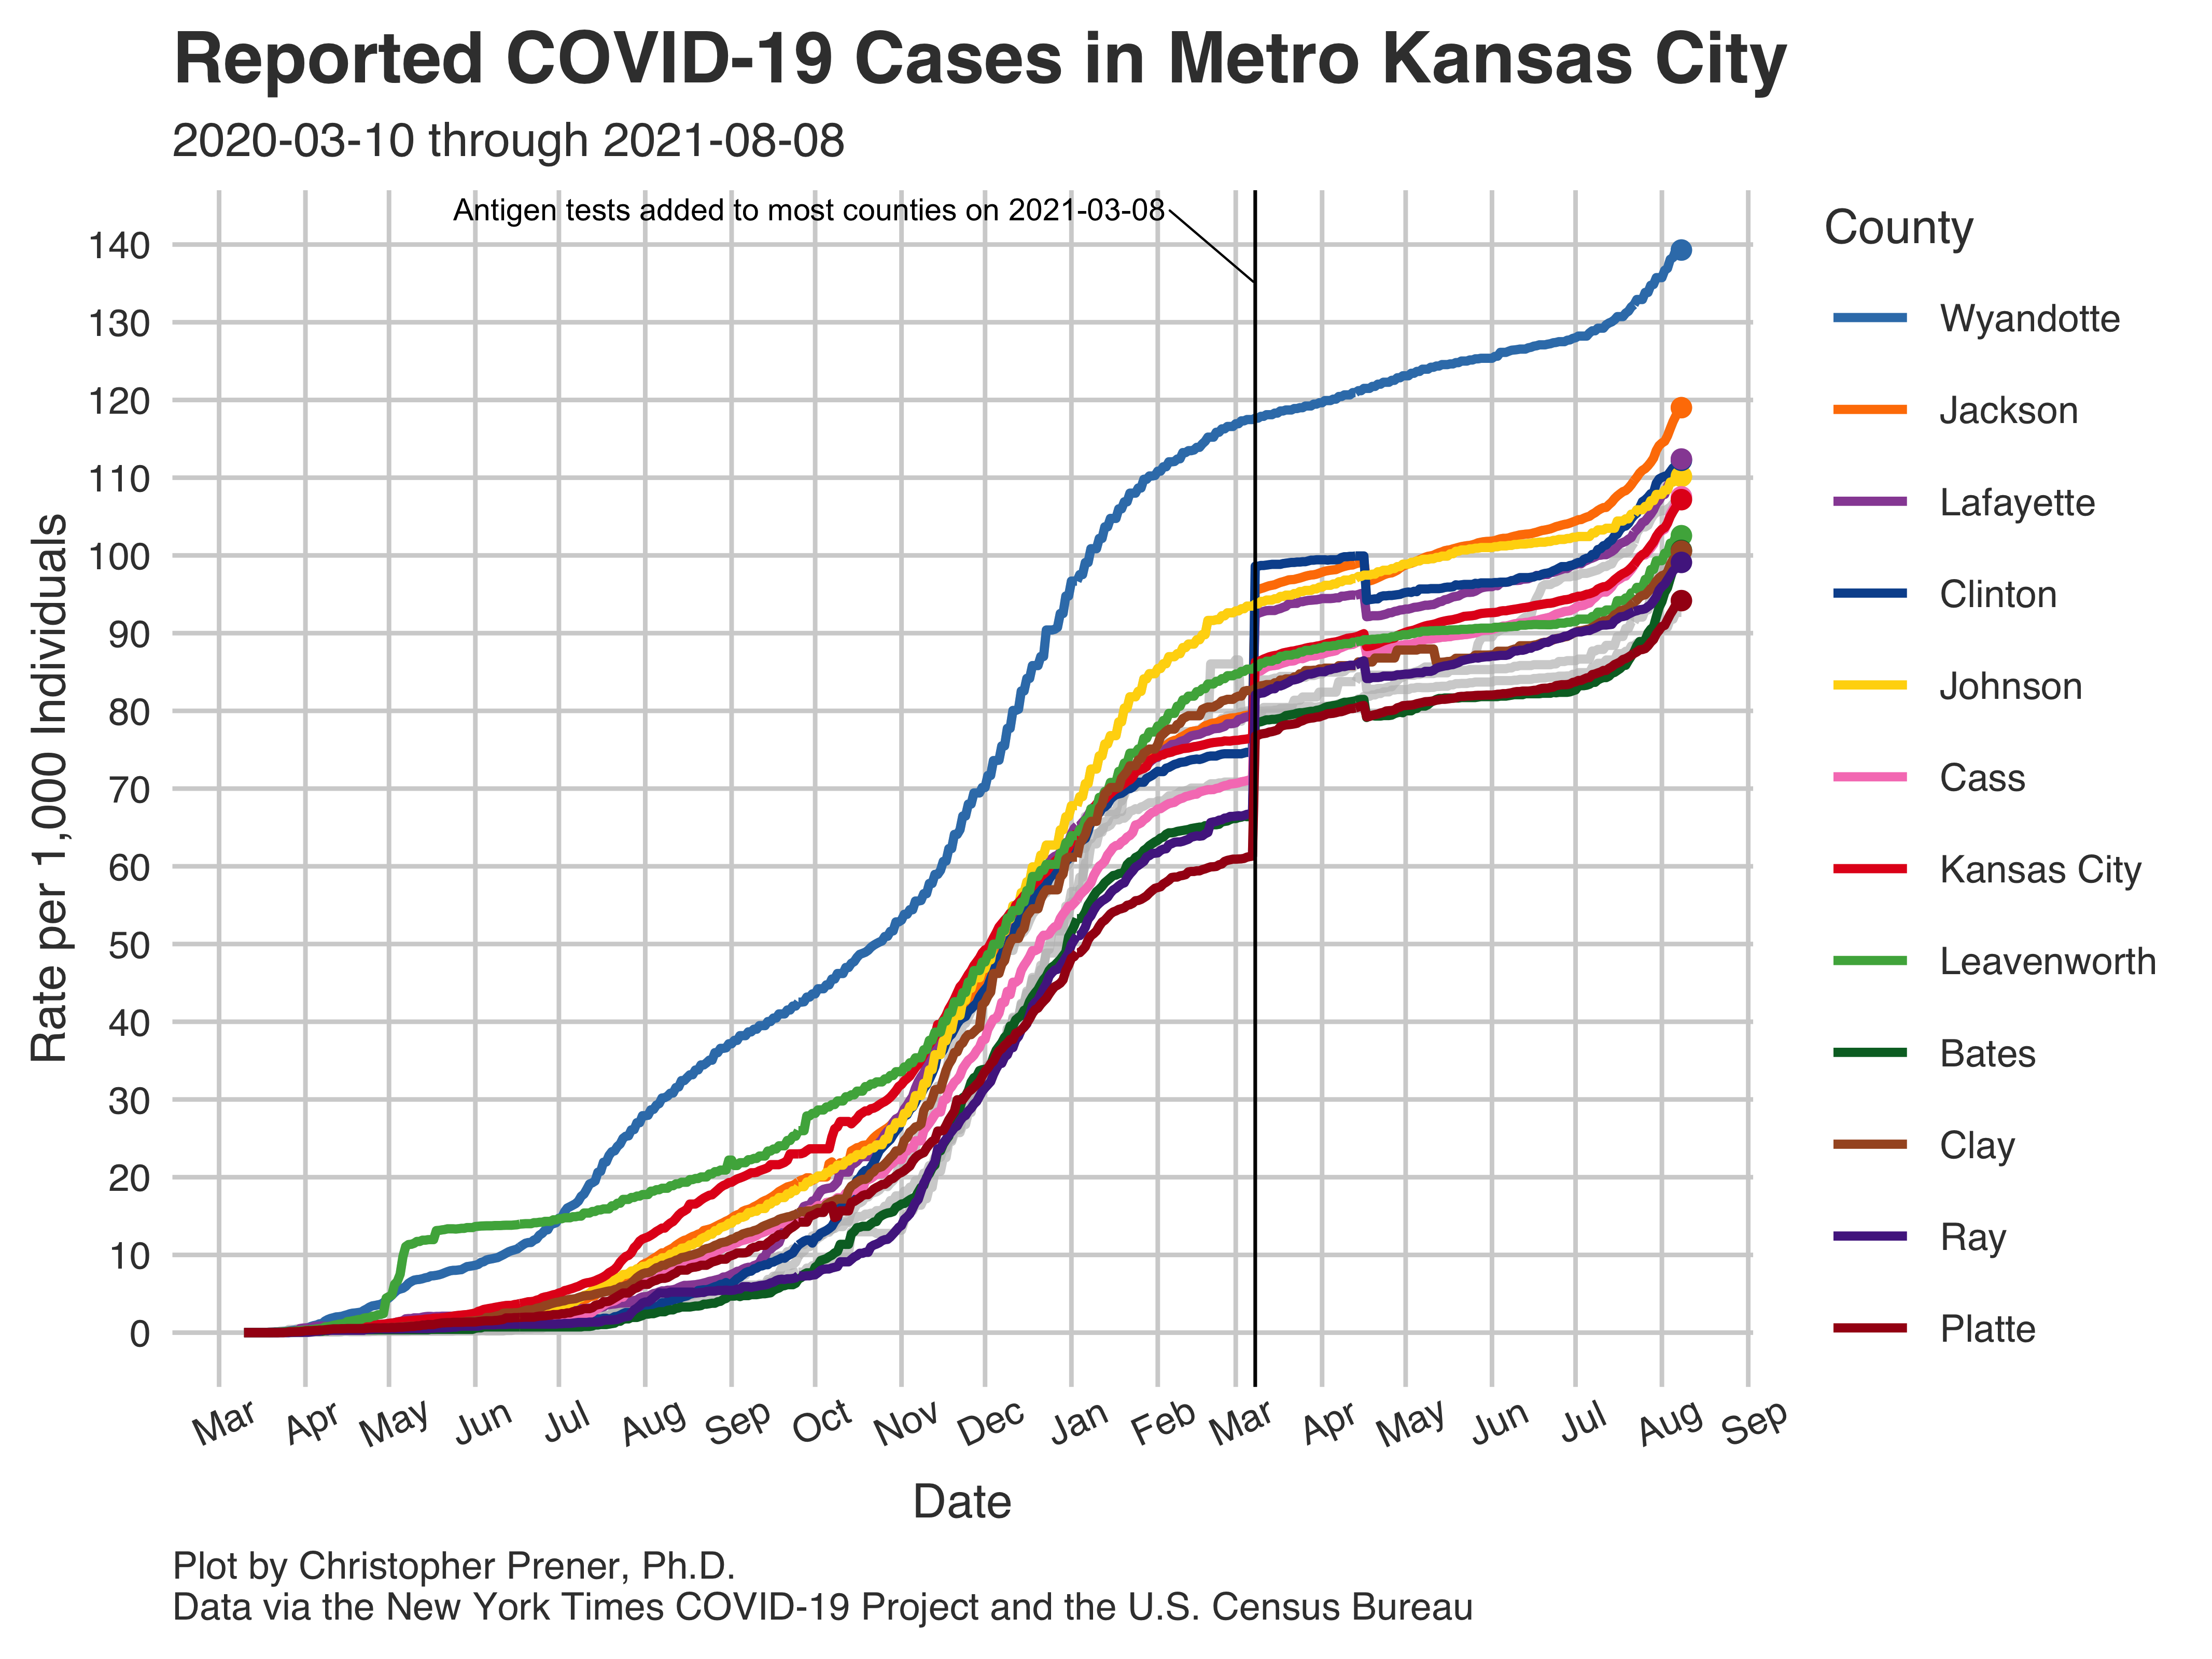 Reported COVID-19 Cases in Metro Kansas City
2020-03-10 through 2021-08-08
Antigen tests added to most counties on 2021-03-08
Rate per 1,000 Individuals
140
130
120
110
100
90
80
70
60
50
40
30
20
10
0
Mar Apr May Jun Jul Aug Sep Oct Nov Dec Jan Feb Mar Apr May Jun Jul Aug Sep
Date
County
Wyandotte
Jackson
Lafayette
Clinton
Johnson
Cass
Kansas City
Leavenworth
Bates
Clay
Ray
Platte
Plot by Christopher Prener, Ph.D.
Data via the New York Times COVID-19 Project and the U.S. Census Bureau